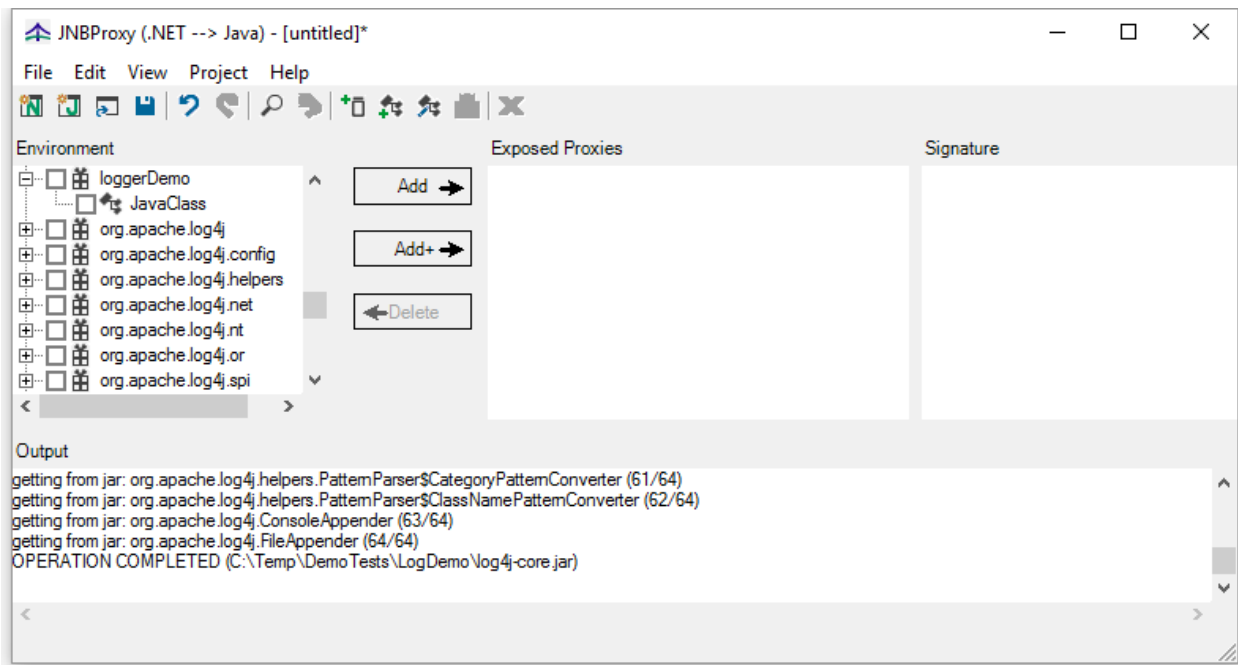 JNBProxy (.NET --> Java) - [untitled]*
File Edit View Project Help
Environment
Exposed Proxies
Signature
loggerDemo
JavaClass
org.apache.log4j
org.apache.log4j.config
org.apache.log4j.helpers
org.apache.log4j.net
org.apache.log4j.nt
org.apache.log4j.or
org.apache.log4j.spi
Add
Add+
Delete
Output
getting from jar: org.apache.log4j.helpers.PatternParser$CategoryPatternConverter (61/64)
getting from jar: org.apache.log4j.helpers.PatternParser$ClassNamePatternConverter (62/64)
getting from jar: org.apache.log4j.ConsoleAppender (63/64)
getting from jar: org.apache.log4j.FileAppender (64/64)
OPERATION COMPLETED (C:\Temp\DemoTests\LogDemo\log4j-core.jar)